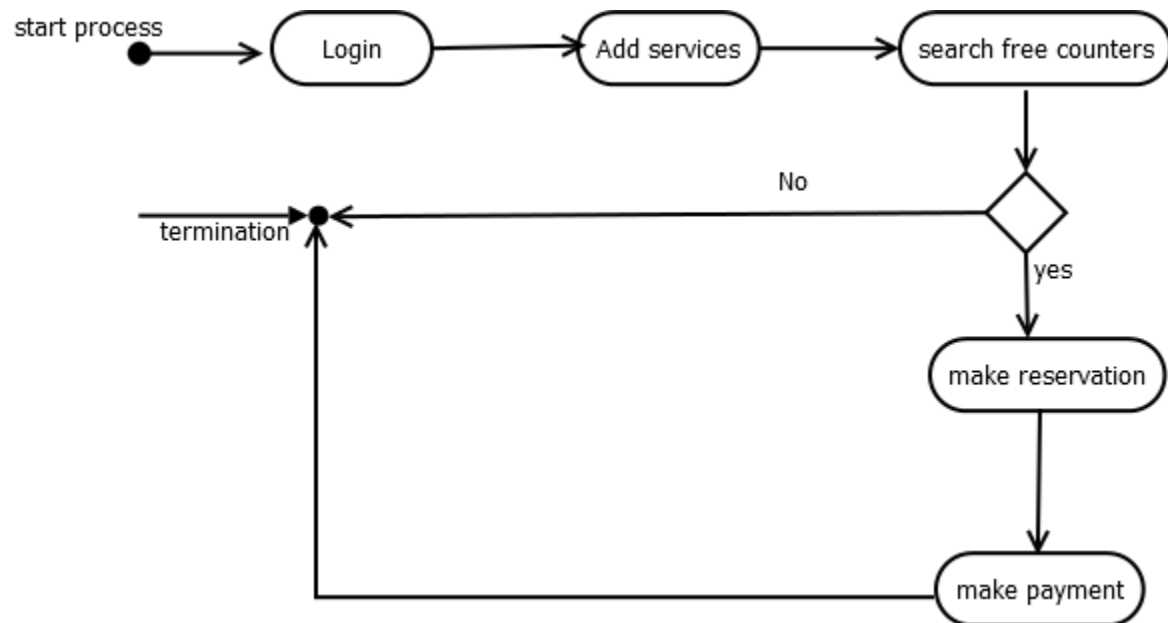 start process
Login
Add services
search free counters
No
termination
yes
make reservation
make payment